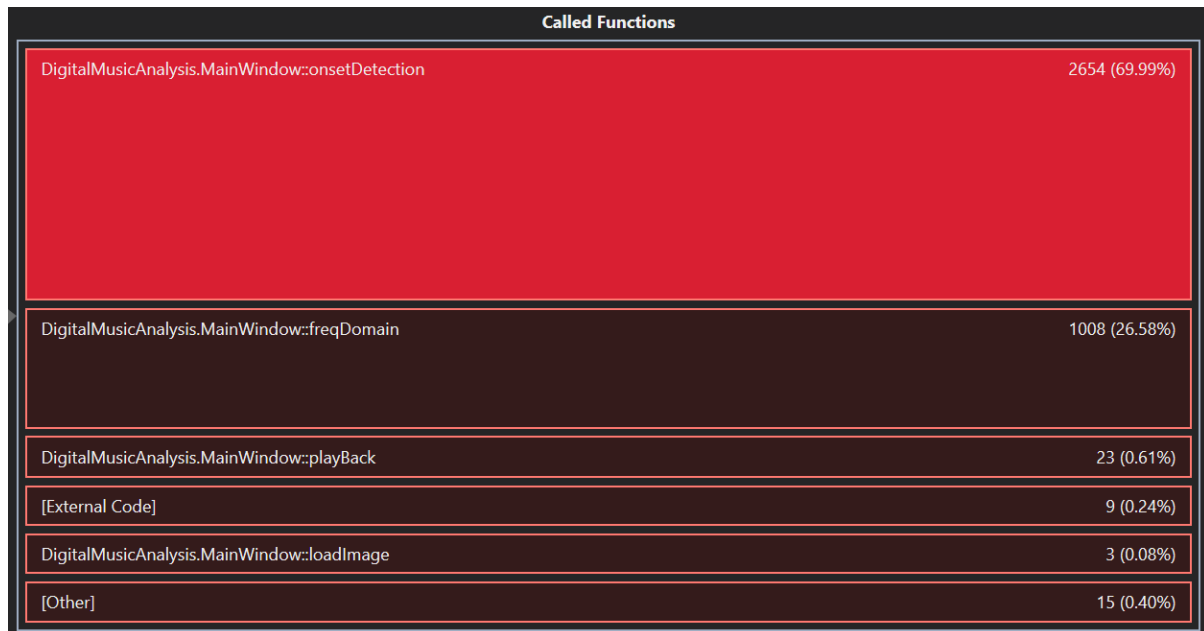 Called Functions
DigitalMusicAnalysis.MainWindow::onsetDetection 2654 (69.99%)
DigitalMusicAnalysis.MainWindow::freqDomain 1008 (26.58%)
DigitalMusicAnalysis.MainWindow::playBack 23 (0.61%)
[External Code] 9 (0.24%)
DigitalMusicAnalysis.MainWindow::loadImage 3 (0.08%)
[Other] 15 (0.40%)